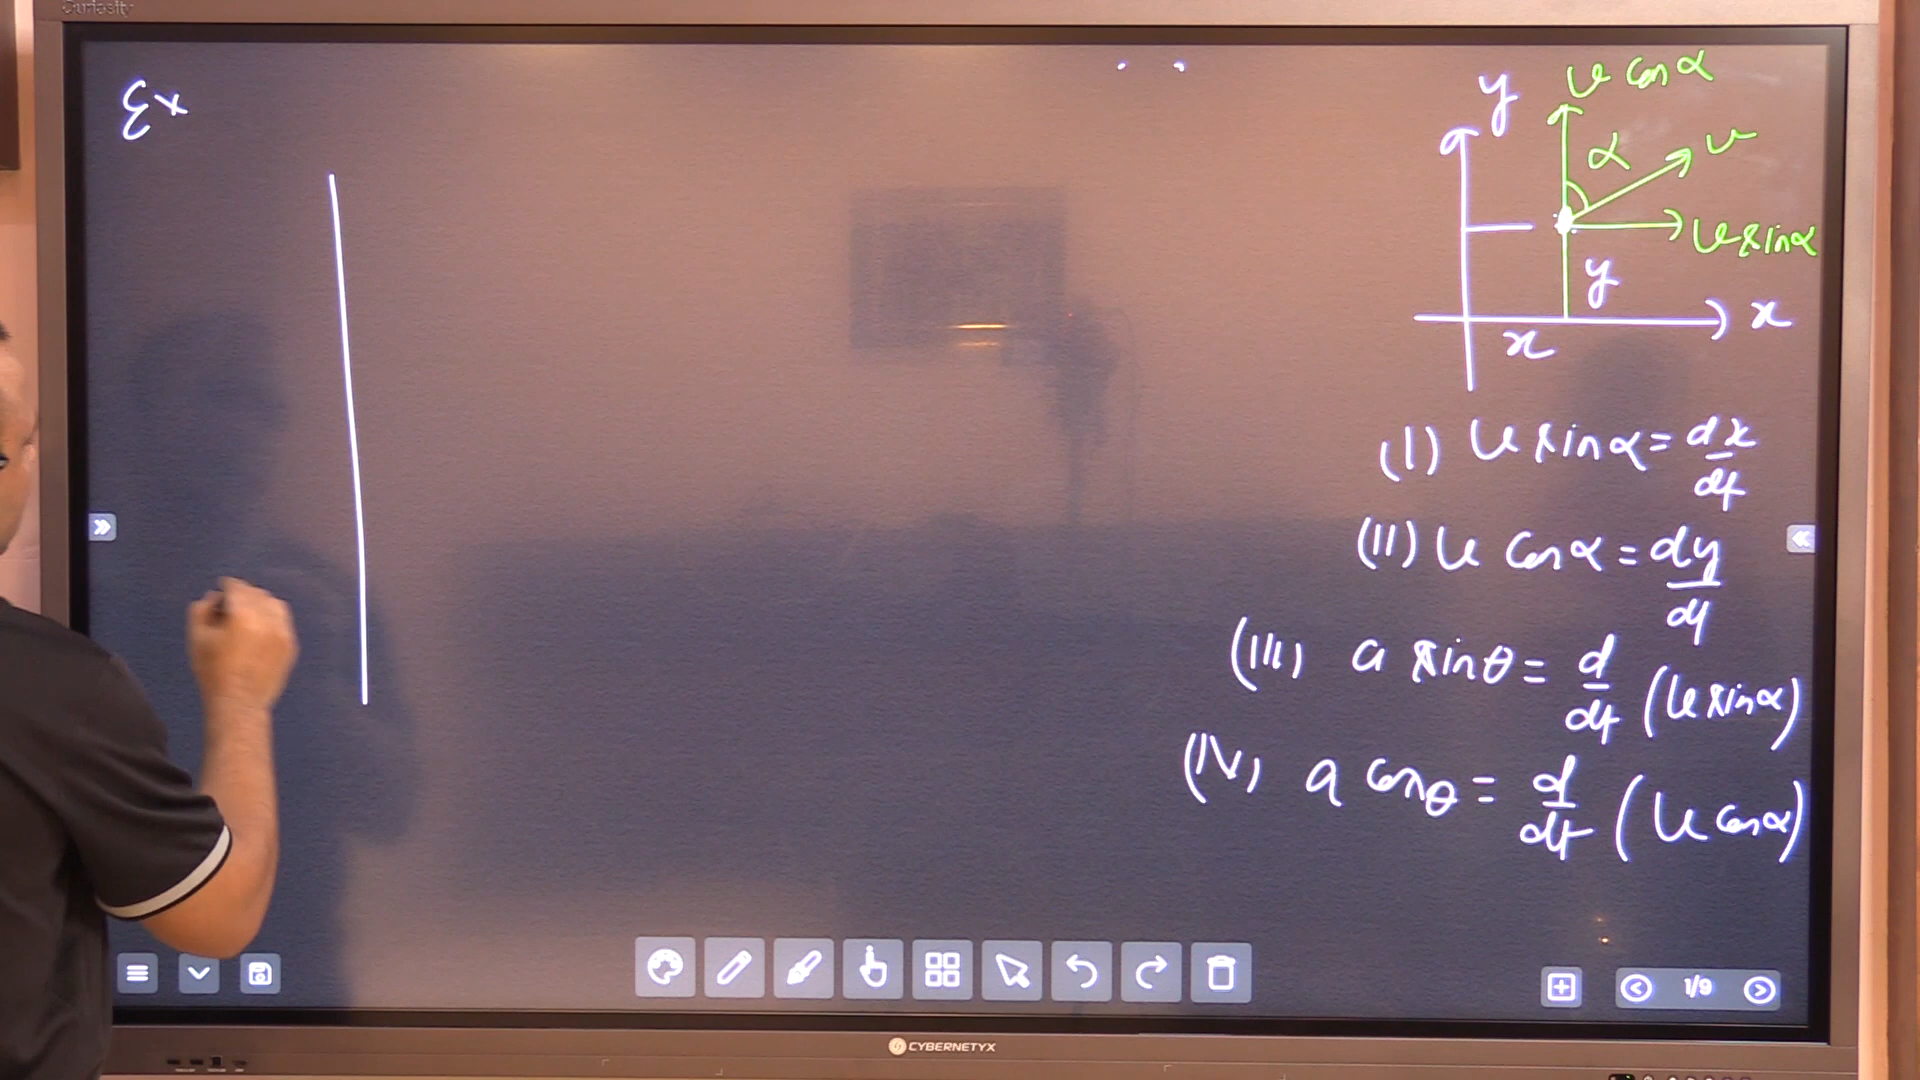 Curiosity
Ex
y
u cos α
α
u
u sin α
y
x
x
(I) u sin α = dx/dt
(II) u cos α = dy/dt
(III) a sin θ = d/dt (u sin α)
(IV) a cos θ = d/dt (u cos α)
1/9
CYBERNETYX